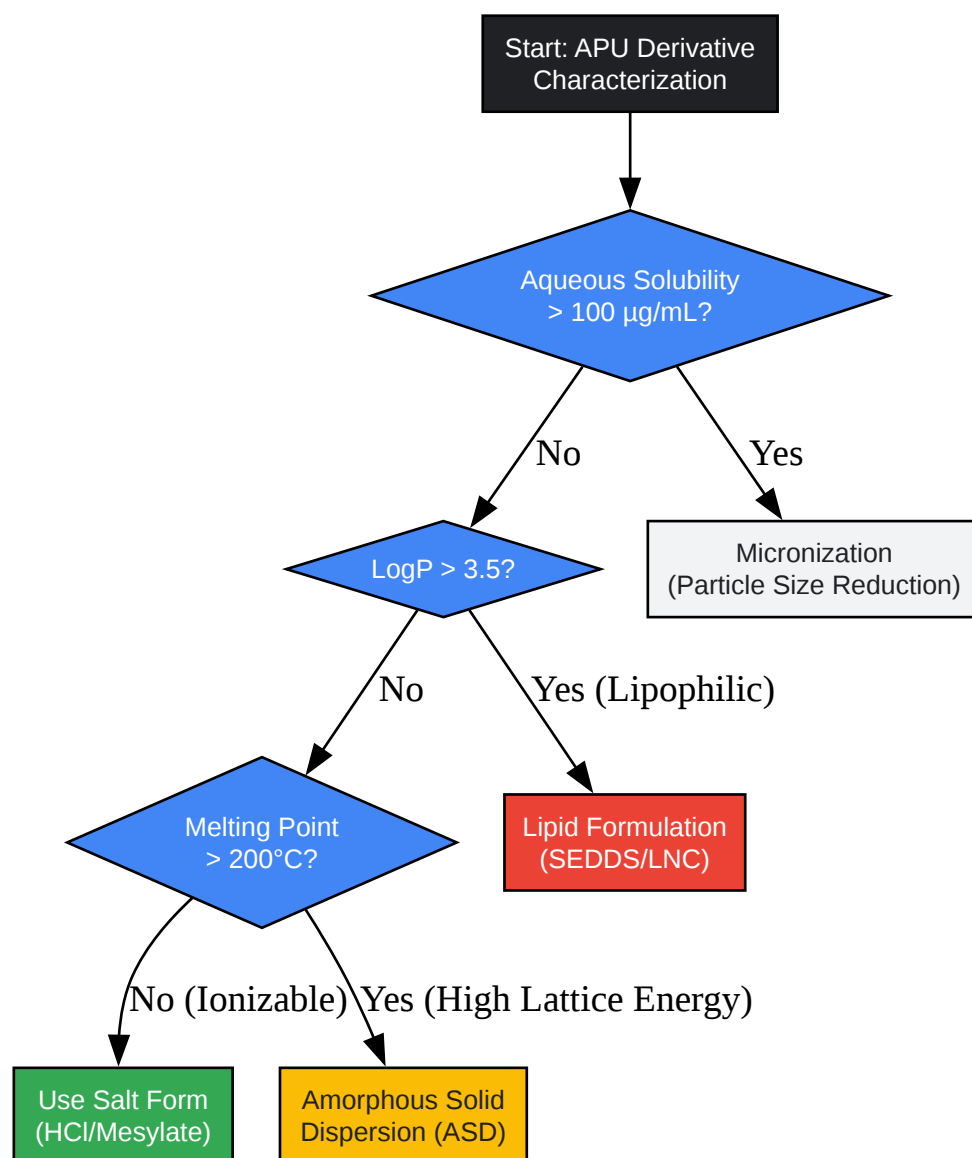 Start: APU Derivative
Characterization
Aqueous Solubility
> 100 µg/mL?
No
Yes
Micronization
(Particle Size Reduction)
LogP > 3.5?
No
Yes (Lipophilic)
Melting Point
> 200°C?
Lipid Formulation
(SEDDS/LNC)
No (Ionizable)
Yes (High Lattice Energy)
Use Salt Form
(HCl/Mesylate)
Amorphous Solid
Dispersion (ASD)